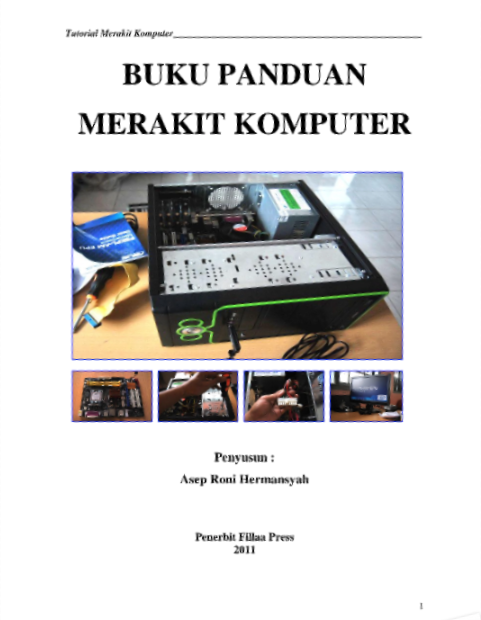 Tutorial Merakit Komputer
BUKU PANDUAN
MERAKIT KOMPUTER
Penyusun :
Asep Roni Hermansyah
Penerbit Fillaa Press
2011
1